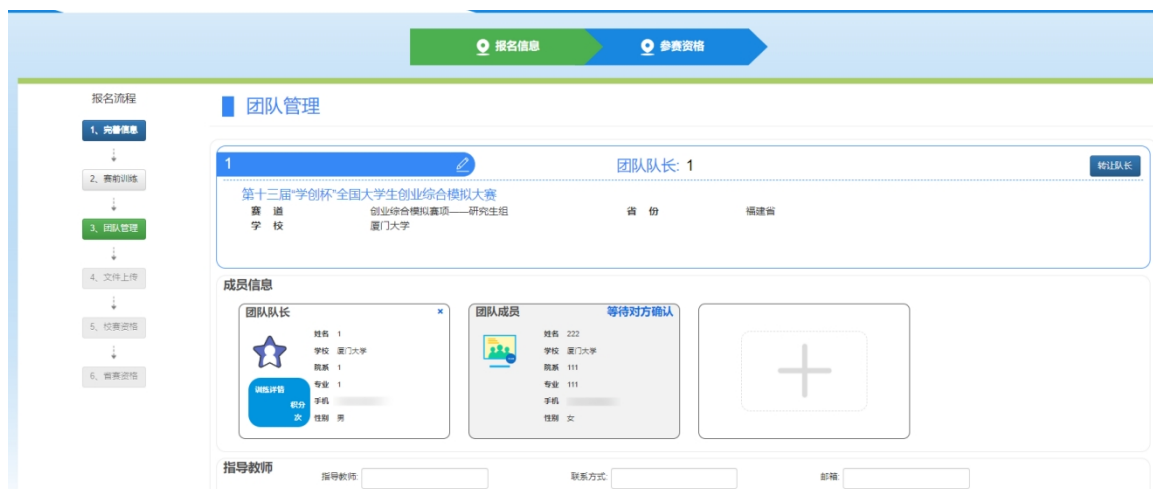 报名信息 参赛资格
报名流程
1、完善信息
2、赛前训练
3、团队管理
4、文件上传
5、校赛资格
6、省赛资格
团队管理
1 团队队长: 1 转让队长
第十三届“学创杯”全国大学生创业综合模拟大赛
赛 道 创业综合模拟赛项——研究生组 省 份 福建省
学 校 厦门大学
成员信息
团队队长 ×
姓名 1
学校 厦门大学
院系 1
专业 1
手机
性别 男
训练详情
积分
次
团队成员 等待对方确认
姓名 222
学校 厦门大学
院系 111
专业 111
手机
性别 女
指导教师
指导教师: 联系方式: 邮箱: